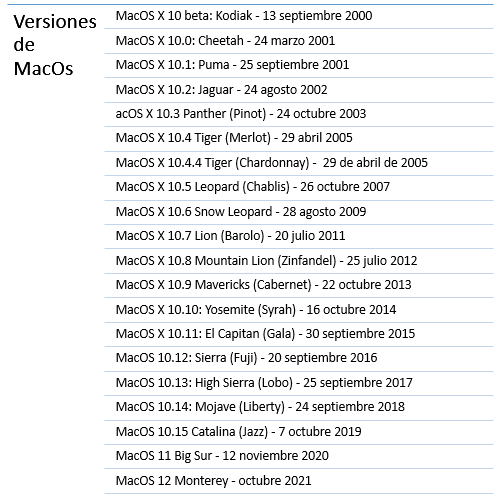 Versiones
de
MacOs
MacOS X 10 beta: Kodiak - 13 septiembre 2000
MacOS X 10.0: Cheetah - 24 marzo 2001
MacOS X 10.1: Puma - 25 septiembre 2001
MacOS X 10.2: Jaguar - 24 agosto 2002
acOS X 10.3 Panther (Pinot) - 24 octubre 2003
MacOS X 10.4 Tiger (Merlot) - 29 abril 2005
MacOS X 10.4.4 Tiger (Chardonnay) - 29 de abril de 2005
MacOS X 10.5 Leopard (Chablis) - 26 octubre 2007
MacOS X 10.6 Snow Leopard - 28 agosto 2009
MacOS X 10.7 Lion (Barolo) - 20 julio 2011
MacOS X 10.8 Mountain Lion (Zinfandel) - 25 julio 2012
MacOS X 10.9 Mavericks (Cabernet) - 22 octubre 2013
MacOS X 10.10: Yosemite (Syrah) - 16 octubre 2014
MacOS X 10.11: El Capitan (Gala) - 30 septiembre 2015
MacOS 10.12: Sierra (Fuji) - 20 septiembre 2016
MacOS 10.13: High Sierra (Lobo) - 25 septiembre 2017
MacOS 10.14: Mojave (Liberty) - 24 septiembre 2018
MacOS 10.15 Catalina (Jazz) - 7 octubre 2019
MacOS 11 Big Sur - 12 noviembre 2020
MacOS 12 Monterey - octubre 2021